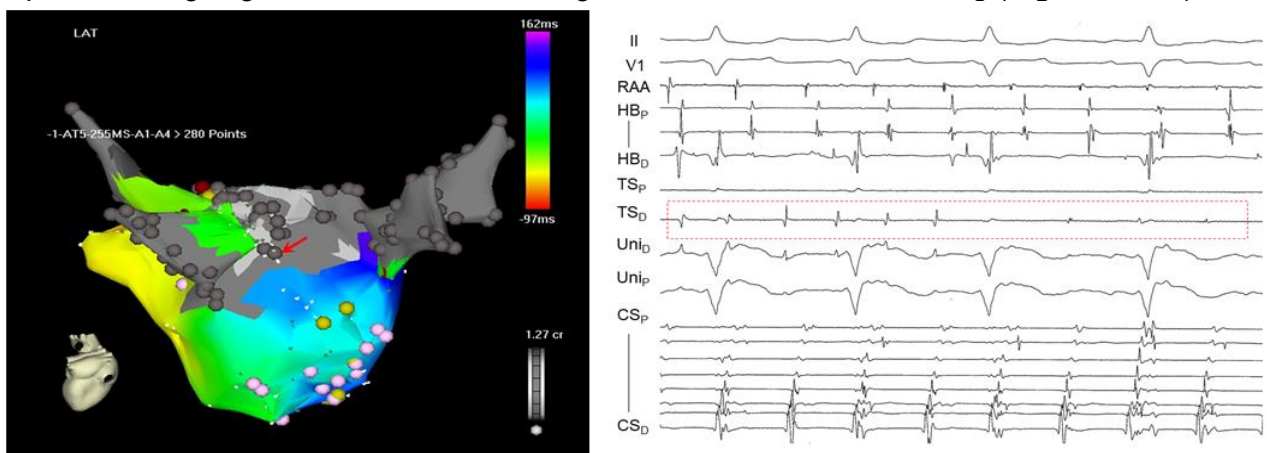 162ms
LAT
-1-AT5-255MS-A1-A4 > 280 Points
-97ms
1.27 cr
II
V1
RAA
HBP
HBD
TSP
TSD
UniD
UniP
CSP
CSD